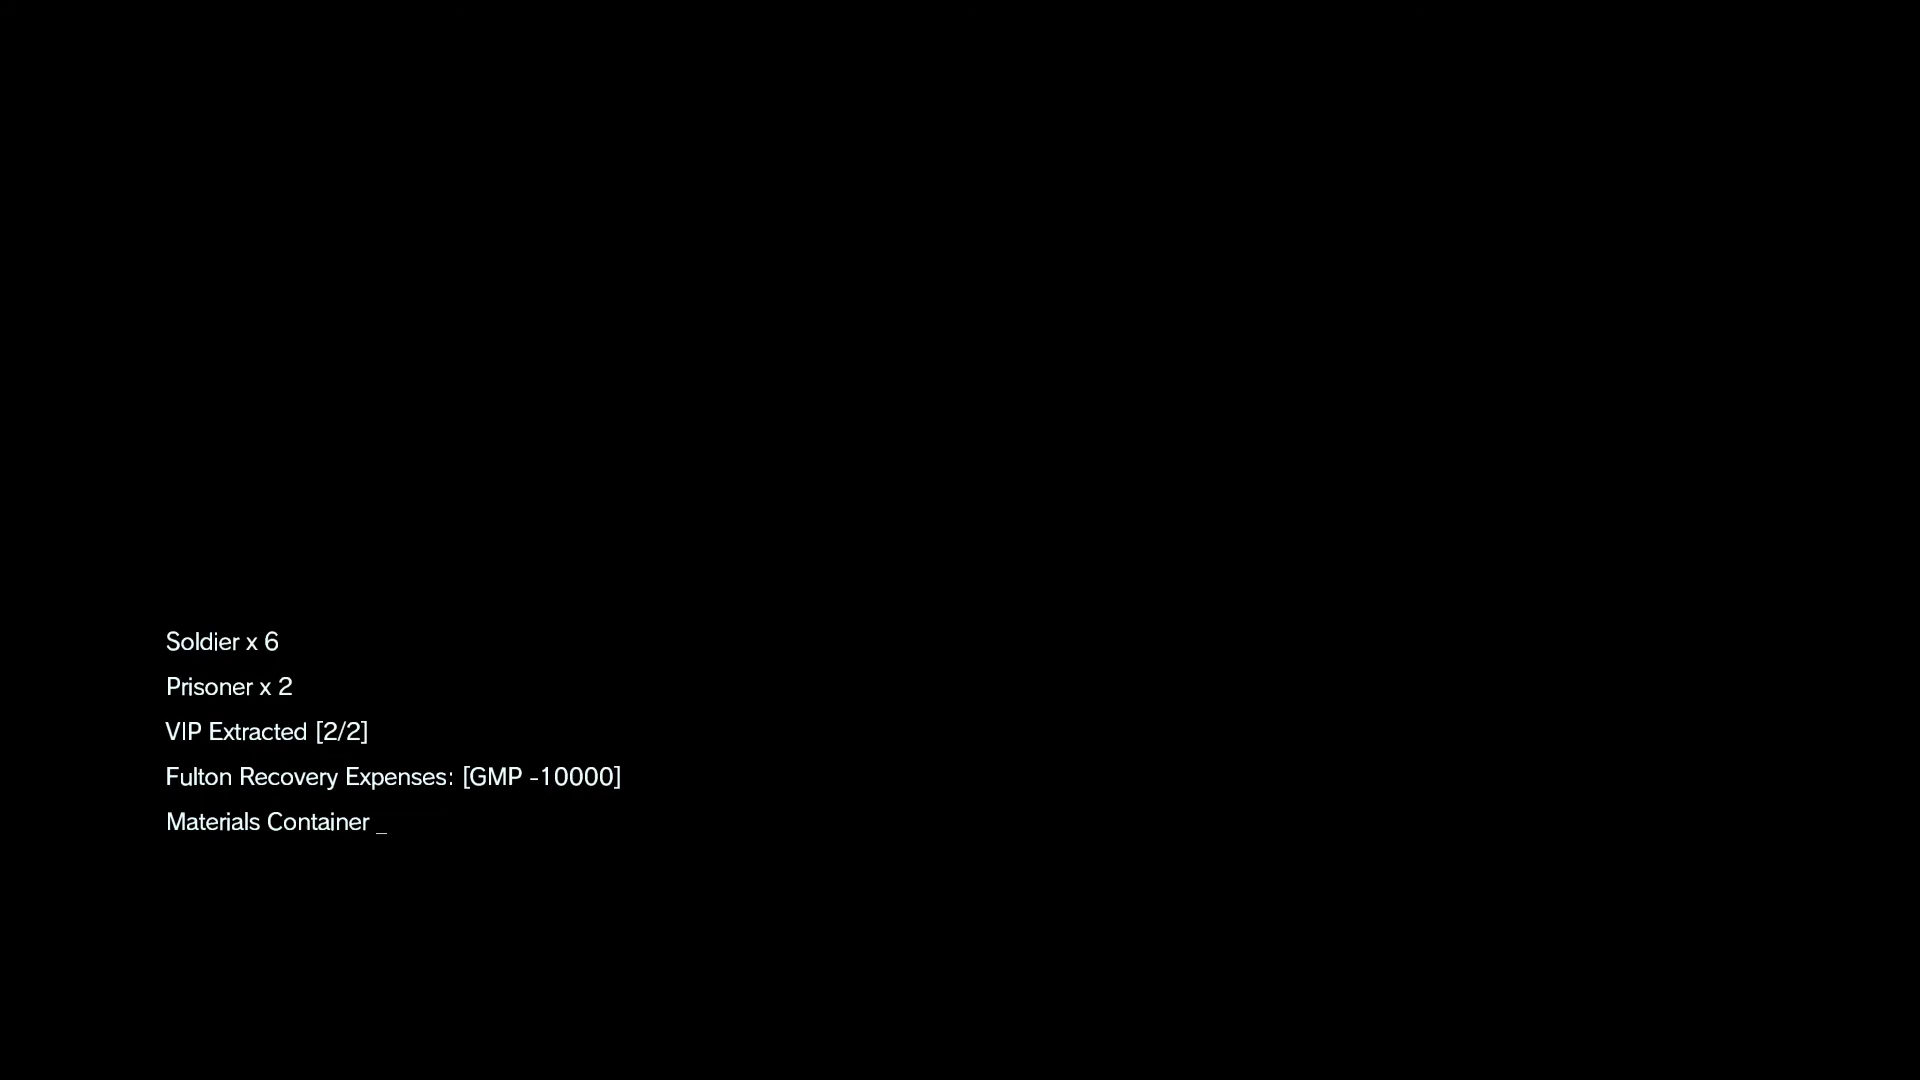 Soldier x 6
Prisoner x 2
VIP Extracted [2/2]
Fulton Recovery Expenses: [GMP -10000]
Materials Container _